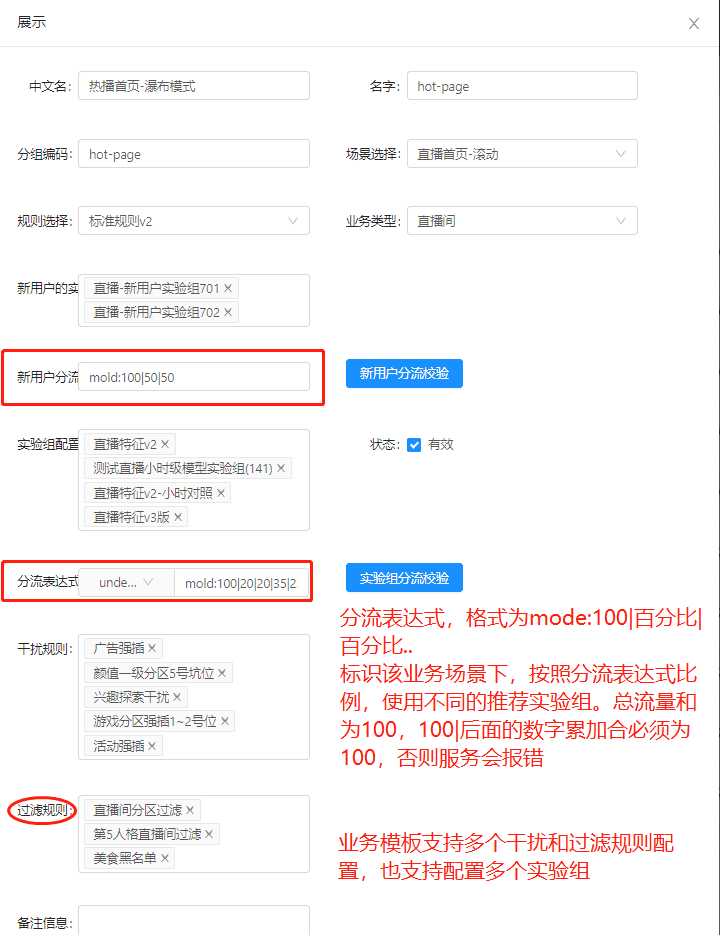 展示
中文名: 热播首页-瀑布模式 名字: hot-page
分组编码: hot-page 场景选择: 直播首页-滚动
规则选择: 标准规则v2 业务类型: 直播间
新用户的实 直播-新用户实验组701
直播-新用户实验组702
新用户分流 mold:100|50|50 新用户分流校验
实验组配置 直播特征v2 状态: 有效
测试直播小时级模型实验组(141)
直播特征v2-小时对照
直播特征v3版
分流表达式 unde... mold:100|20|20|35|2. 实验组分流校验
分流表达式，格式为mode:100|百分比|
百分比..
标识该业务场景下，按照分流表达式比
例，使用不同的推荐实验组。总流量和
为100，100|后面的数字累加合必须为
100，否则服务会报错
干扰规则: 广告强插
颜值一级分区5号坑位
兴趣探索干扰
游戏分区强插1~2号位
活动强插
过滤规则: 直播间分区过滤
第5人格直播间过滤
美食黑名单
业务模板支持多个干扰和过滤规则配
置，也支持配置多个实验组
备注信息: